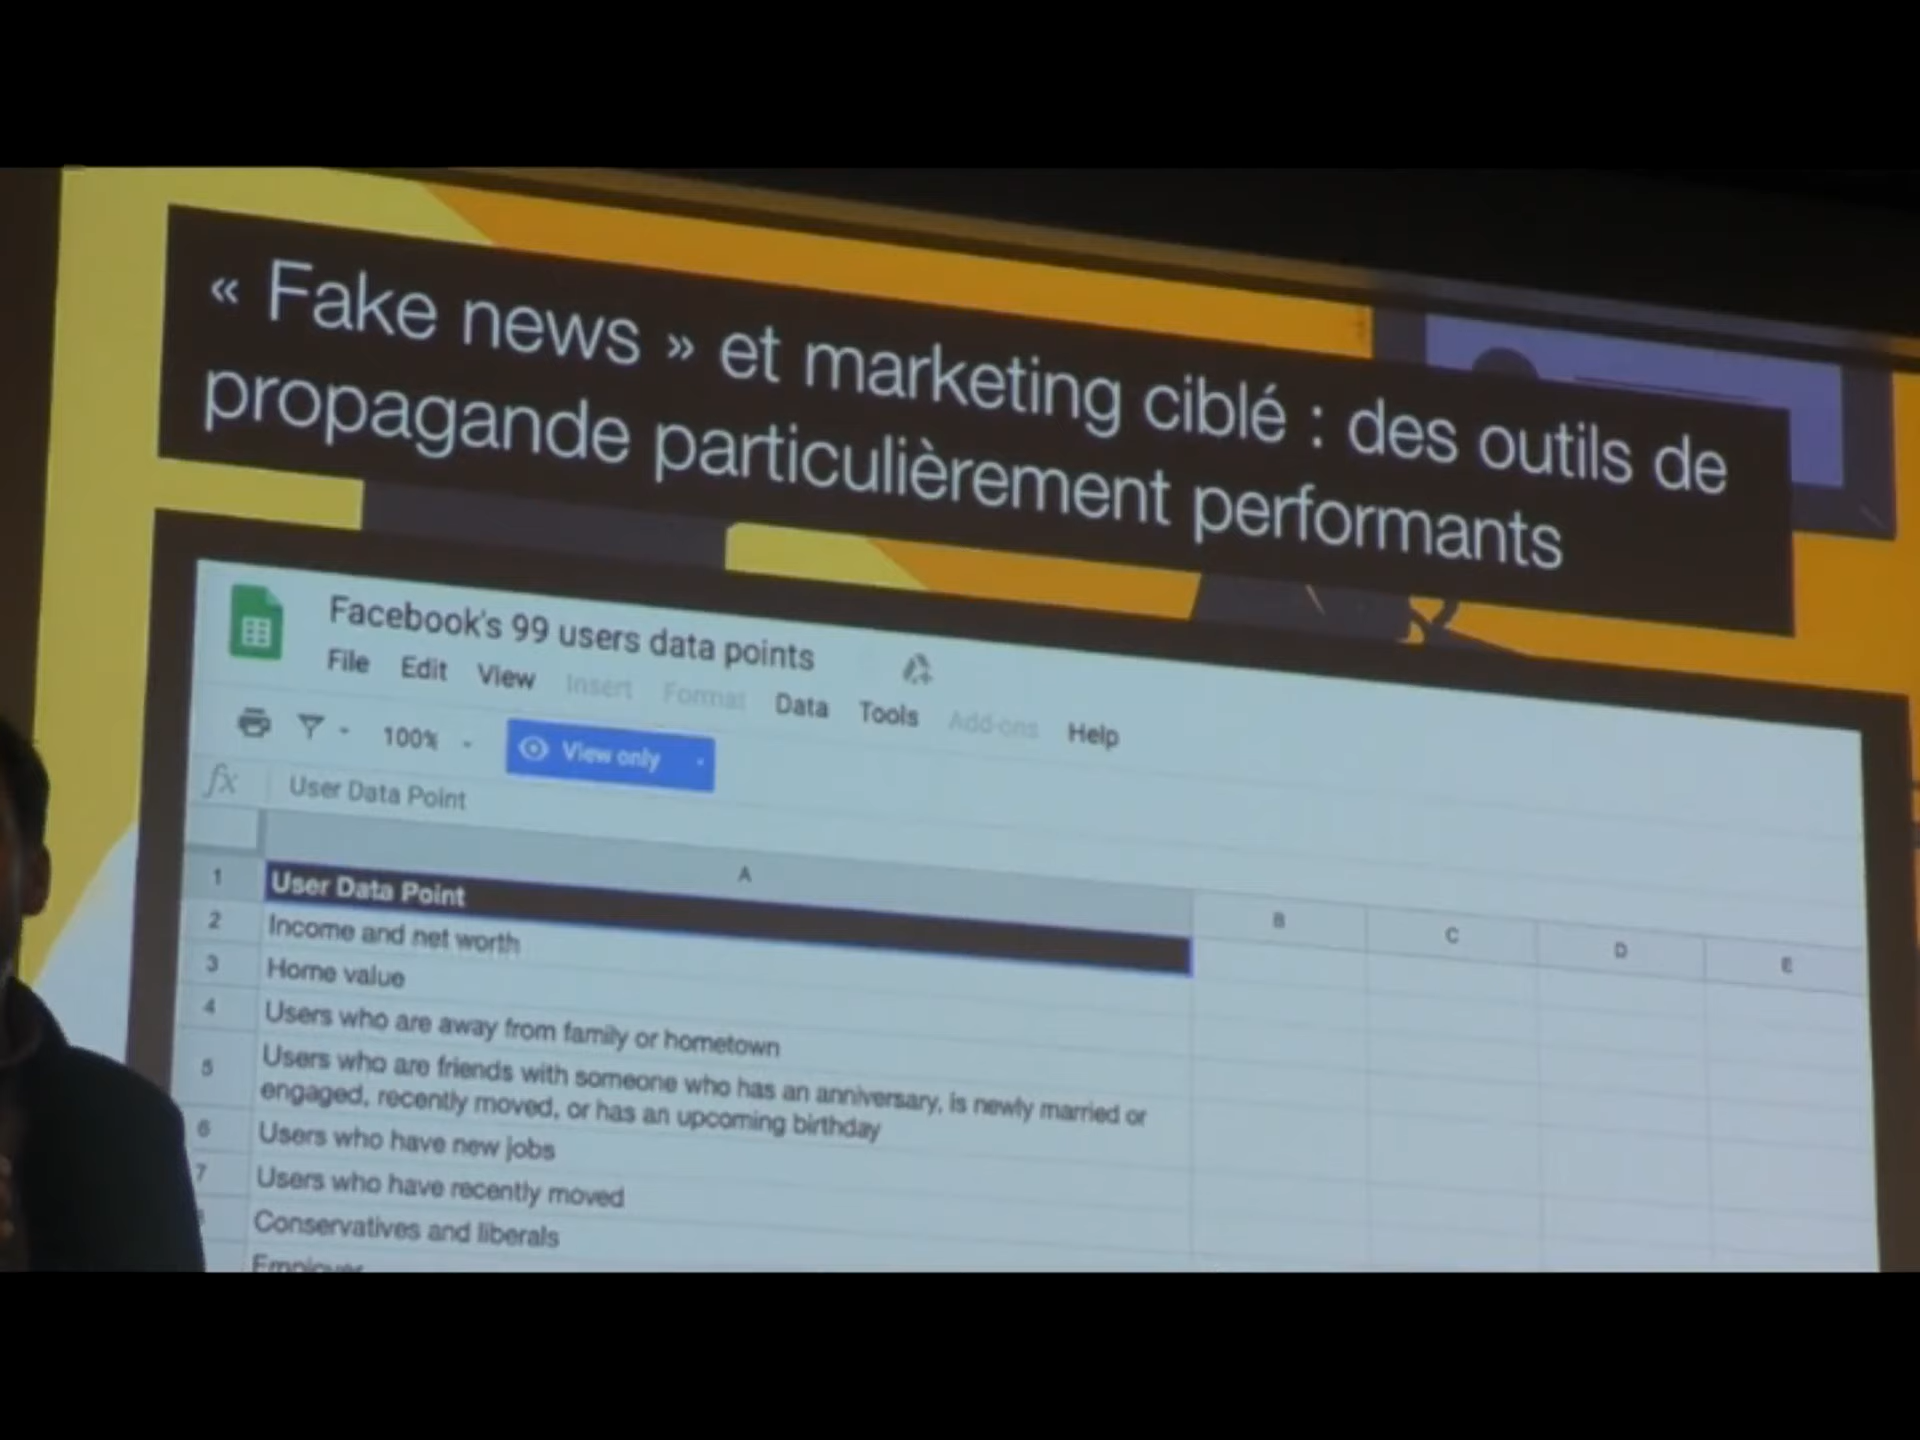 « Fake news » et marketing ciblé : des outils de
propagande particulièrement performants
Facebook's 99 users data points
File Edit View Insert Format Data Tools Add-ons Help
100% View only
fx User Data Point
A B C D E
1 User Data Point
2 Income and net worth
3 Home value
4 Users who are away from family or hometown
5 Users who are friends with someone who has an anniversary, is newly married or
engaged, recently moved, or has an upcoming birthday
6 Users who have new jobs
7 Users who have recently moved
Conservatives and liberals
Employer